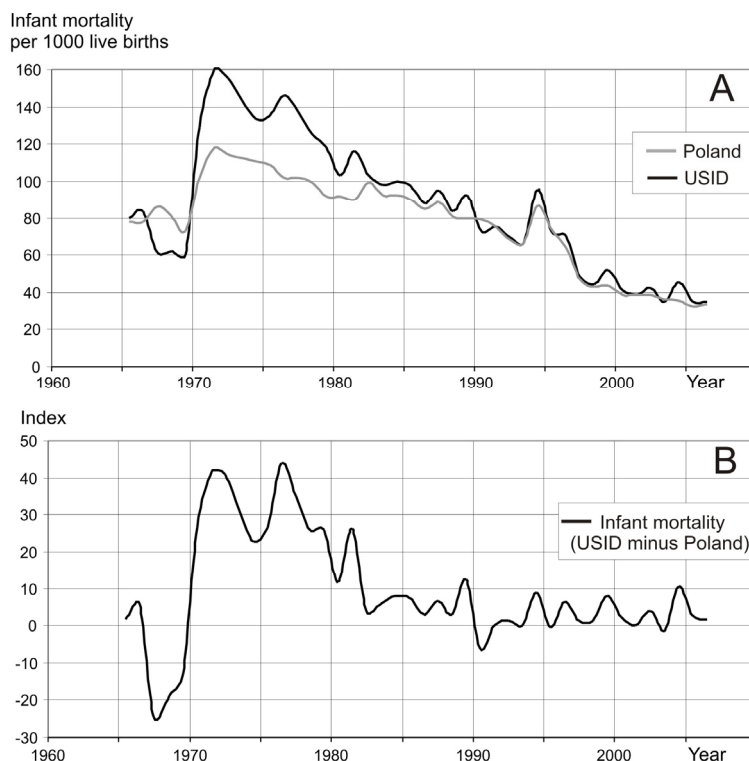 Infant mortality
per 1000 live births
A
160
140
120
100
80
60
40
20
0
Poland
USID
1960
1970
1980
1990
2000
Year
Index
B
50
40
30
20
10
0
-10
-20
-30
Infant mortality
(USID minus Poland)
1960
1970
1980
1990
2000
Year